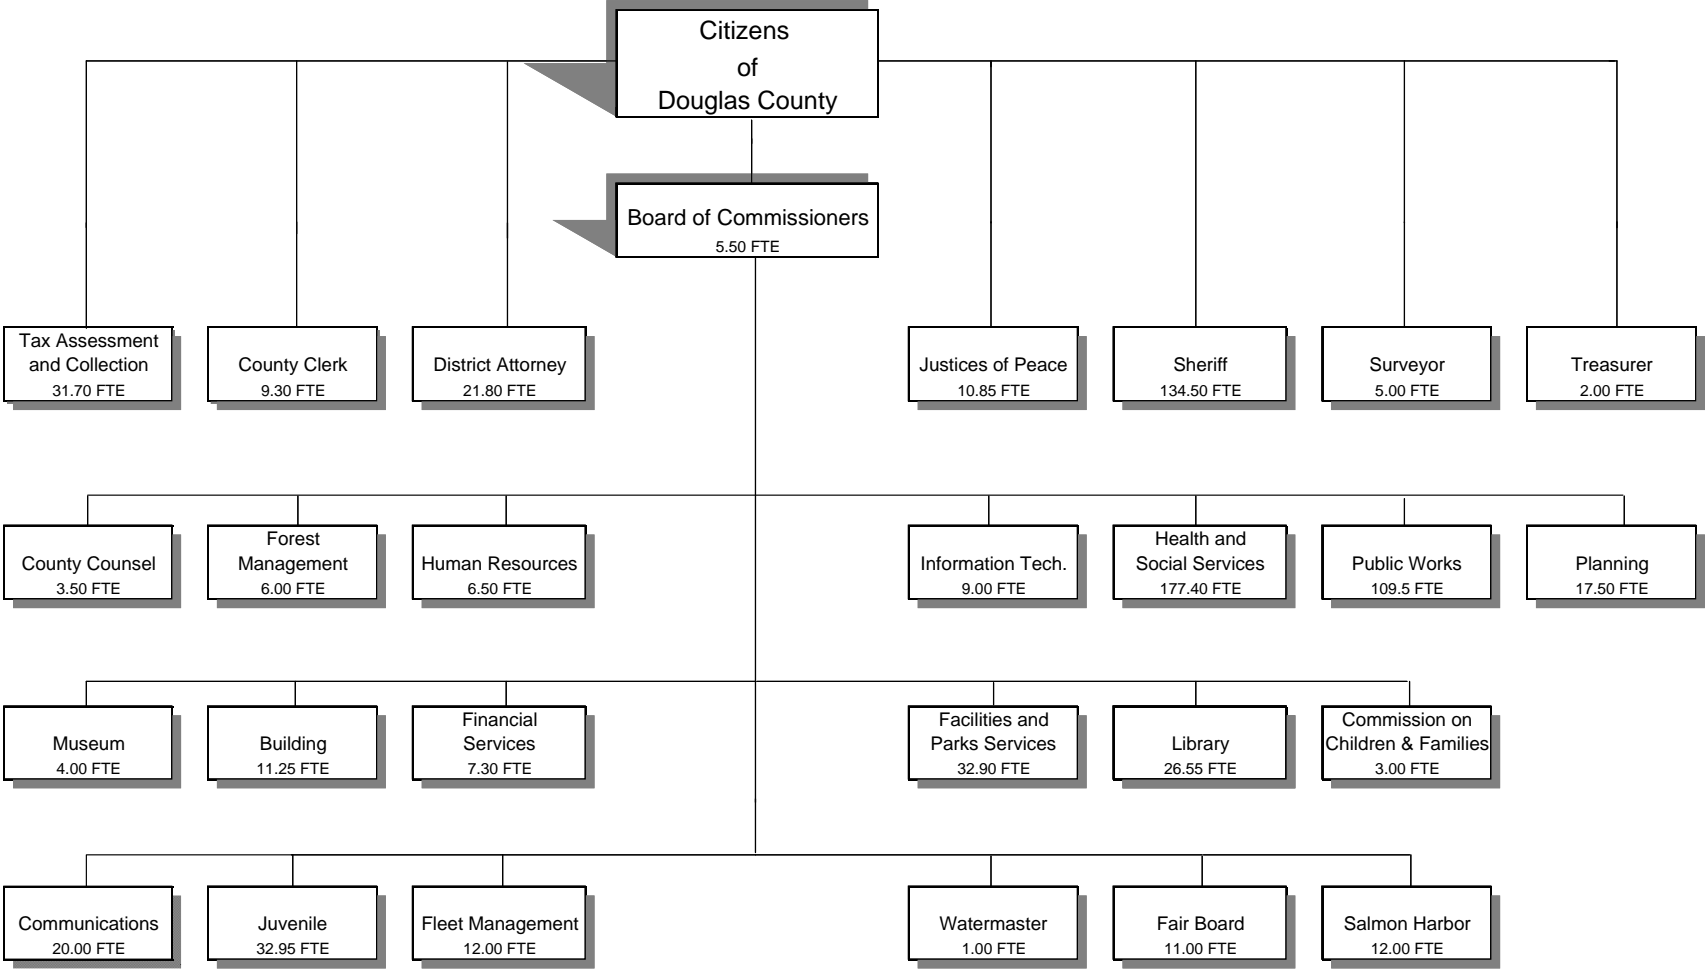 Citizens
of
Douglas County
Board of Commissioners
5.50 FTE
Tax Assessment
and Collection
31.70 FTE
County Clerk
9.30 FTE
District Attorney
21.80 FTE
Justices of Peace
10.85 FTE
Sheriff
134.50 FTE
Surveyor
5.00 FTE
Treasurer
2.00 FTE
County Counsel
3.50 FTE
Forest
Management
6.00 FTE
Human Resources
6.50 FTE
Information Tech.
9.00 FTE
Health and
Social Services
177.40 FTE
Public Works
109.5 FTE
Planning
17.50 FTE
Museum
4.00 FTE
Building
11.25 FTE
Financial
Services
7.30 FTE
Facilities and
Parks Services
32.90 FTE
Library
26.55 FTE
Commission on
Children & Families
3.00 FTE
Communications
20.00 FTE
Juvenile
32.95 FTE
Fleet Management
12.00 FTE
Watermaster
1.00 FTE
Fair Board
11.00 FTE
Salmon Harbor
12.00 FTE